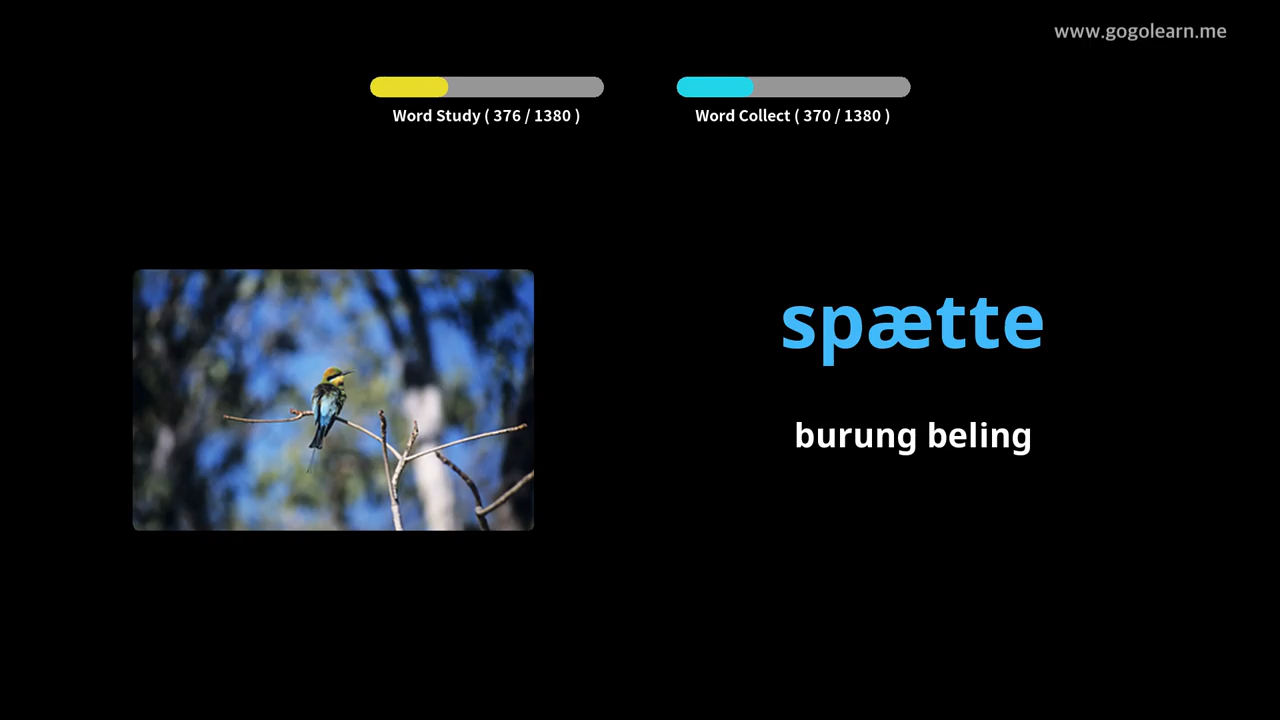 www.gogolearn.me
Word Study ( 376 / 1380 )
Word Collect ( 370 / 1380 )
spætte
burung beling